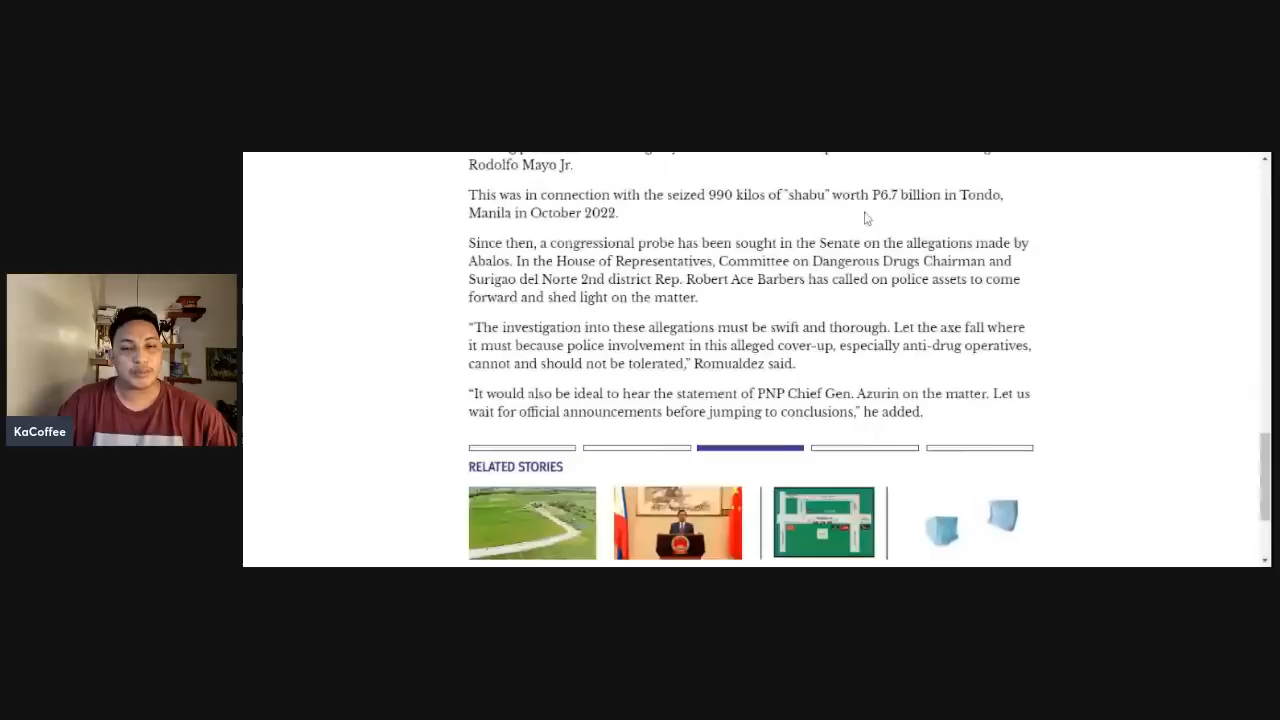 Rodolfo Mayo Jr.
This was in connection with the seized 990 kilos of "shabu" worth P6.7 billion in Tondo,
Manila in October 2022.
Since then, a congressional probe has been sought in the Senate on the allegations made by
Abalos. In the House of Representatives, Committee on Dangerous Drugs Chairman and
Surigao del Norte 2nd district Rep. Robert Ace Barbers has called on police assets to come
forward and shed light on the matter.
“The investigation into these allegations must be swift and thorough. Let the axe fall where
it must because police involvement in this alleged cover-up, especially anti-drug operatives,
cannot and should not be tolerated,” Romualdez said.
“It would also be ideal to hear the statement of PNP Chief Gen. Azurin on the matter. Let us
wait for official announcements before jumping to conclusions,” he added.
KaCoffee
RELATED STORIES